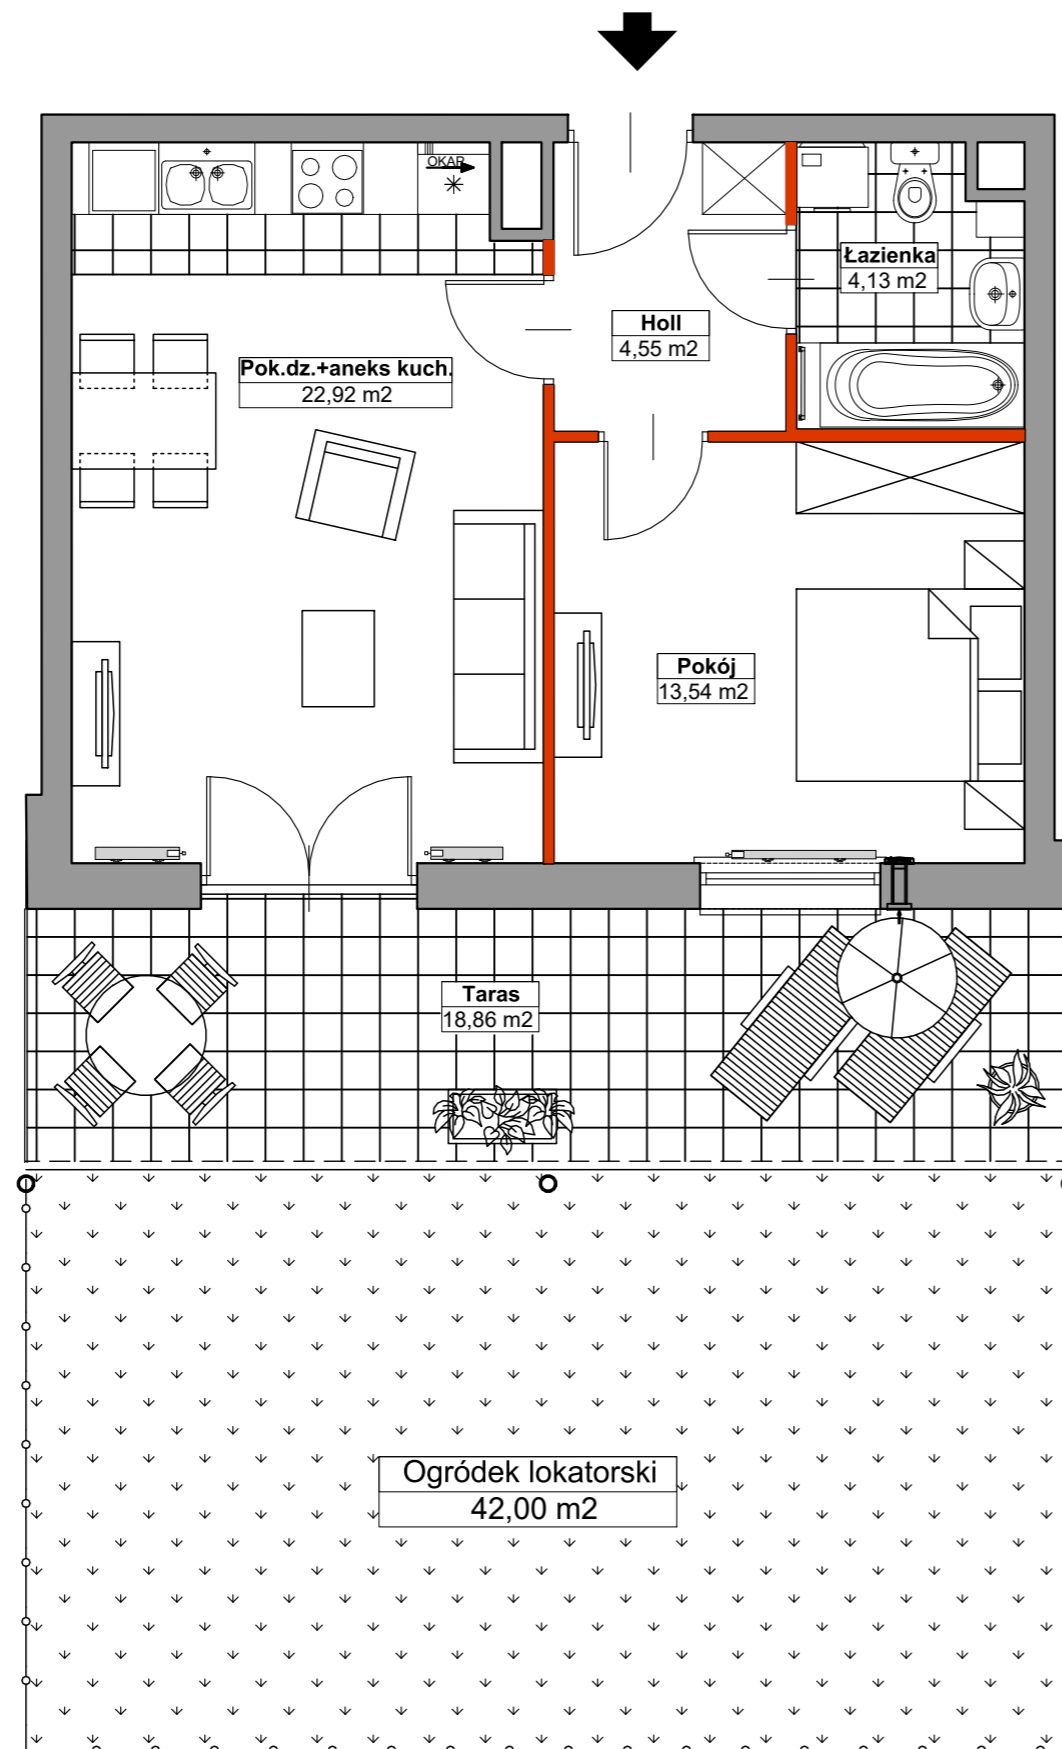 OKAP
Łazienka
4,13 m2
Holl
4,55 m2
Pok.dz.+aneks kuch.
22,92 m2
Pokój
13,54 m2
Taras
18,86 m2
Ogródek lokatorski
42,00 m2